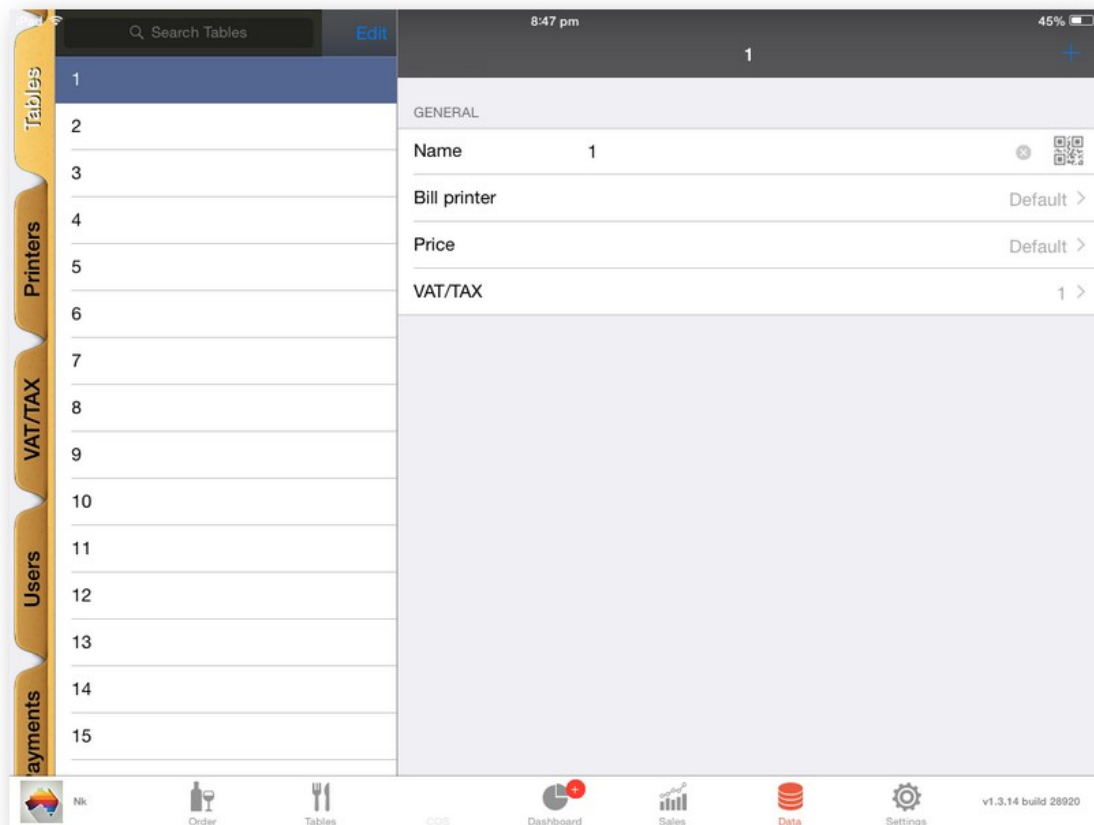 iPad
8:47 pm
45%
Search Tables
Edit
1
+
Tables
Printers
VAT/TAX
Users
Payments
1
2
3
4
5
6
7
8
9
10
11
12
13
14
15
GENERAL
Name 1
Bill printer Default >
Price Default >
VAT/TAX 1 >
Nk
Order
Tables
COS
Dashboard
+
Sales
Data
Settings
v1.3.14 build 28920